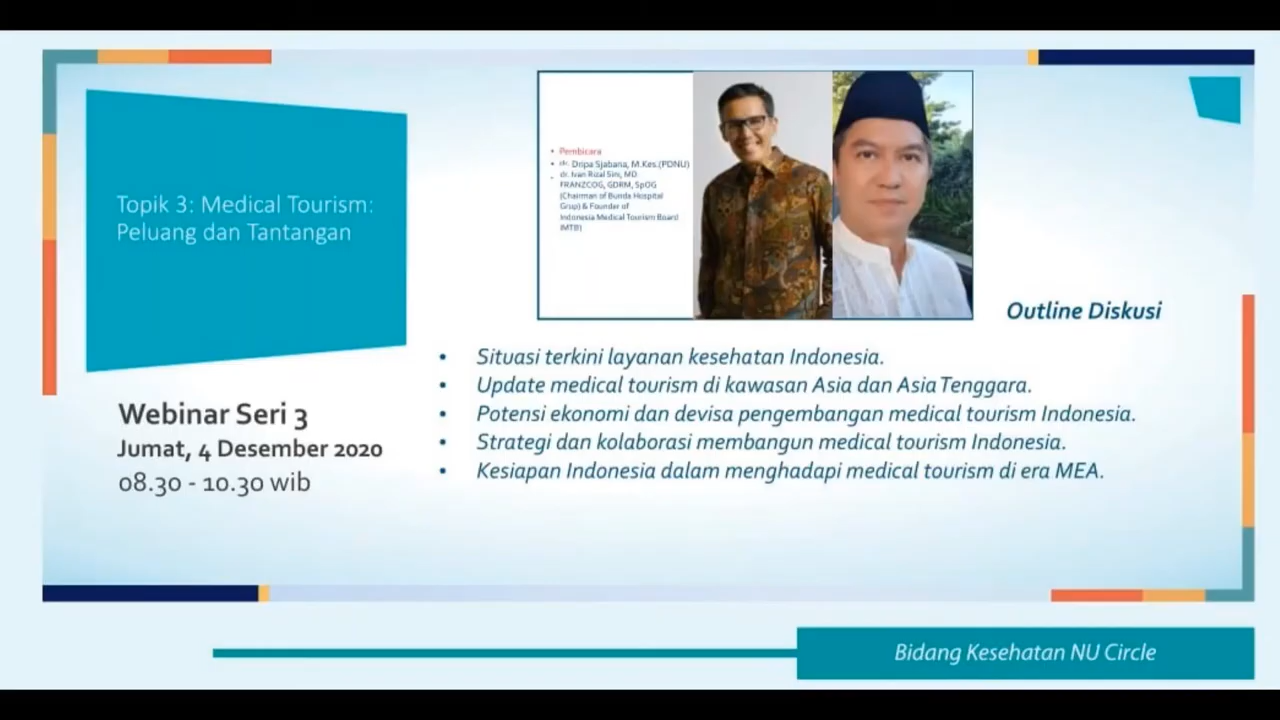 Topik 3: Medical Tourism:
Peluang dan Tantangan
Webinar Seri 3
Jumat, 4 Desember 2020
08.30 - 10.30 wib
• Pembicara
• dr. Dripa Sjabana, M.Kes.(PDNU)
• dr. Ivan Rizal Sini, MD
FRANZCOG, GDRM, SpOG
(Chairman of Bunda Hospital
Grup) & Founder of
Indonesia Medical Tourism Board
IMTB)
Outline Diskusi
• Situasi terkini layanan kesehatan Indonesia.
• Update medical tourism di kawasan Asia dan Asia Tenggara.
• Potensi ekonomi dan devisa pengembangan medical tourism Indonesia.
• Strategi dan kolaborasi membangun medical tourism Indonesia.
• Kesiapan Indonesia dalam menghadapi medical tourism di era MEA.
Bidang Kesehatan NU Circle